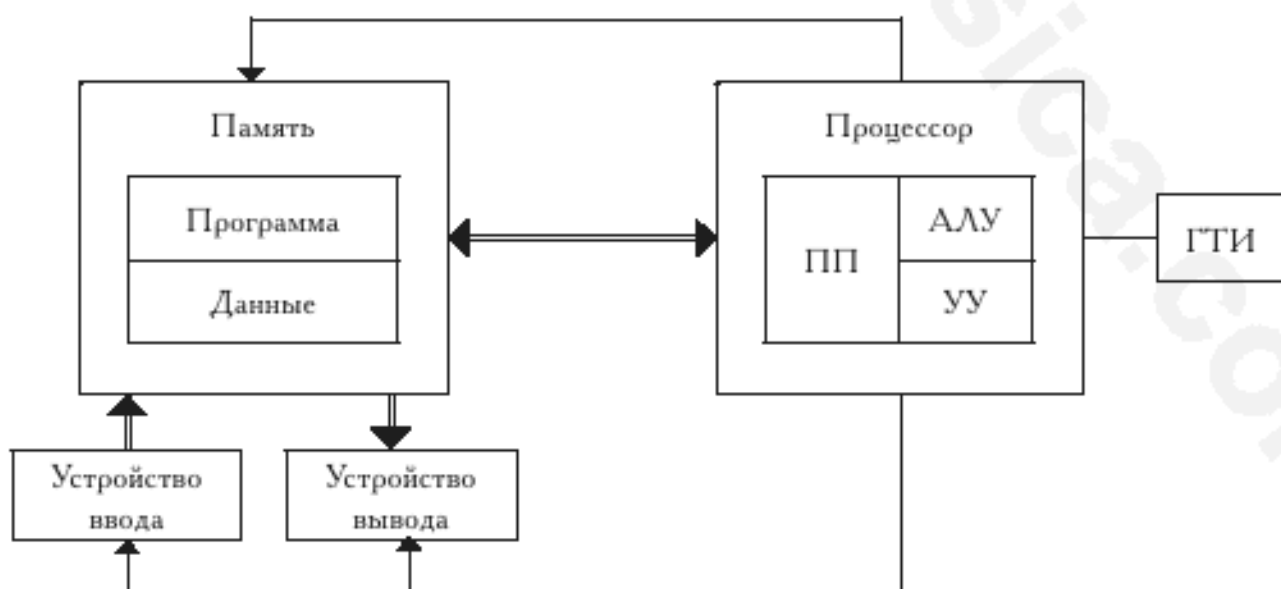 Память
Процессор
Программа
Данные
ПП
АЛУ
УУ
ГТИ
Устройство
ввода
Устройство
вывода